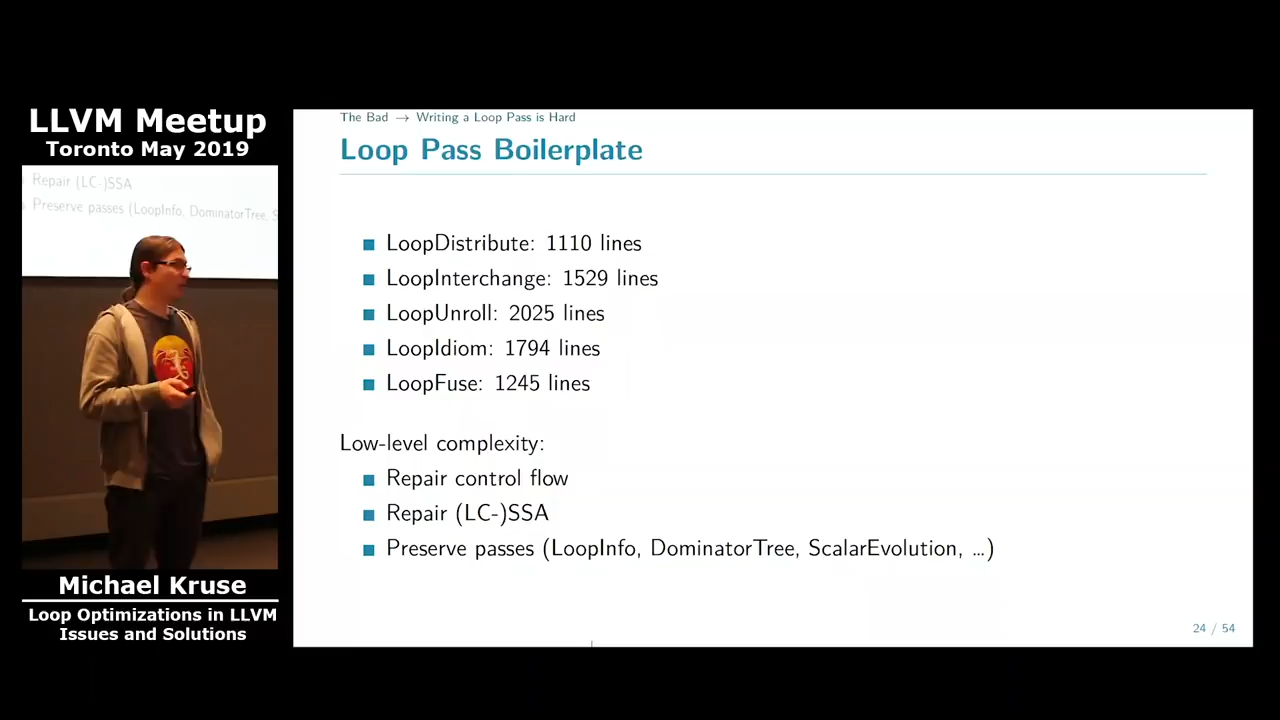 LLVM Meetup
Toronto May 2019
Repair (LC-)SSA
Preserve passes (LoopInfo, DominatorTree, S
Michael Kruse
Loop Optimizations in LLVM
Issues and Solutions
The Bad → Writing a Loop Pass is Hard
Loop Pass Boilerplate
LoopDistribute: 1110 lines
LoopInterchange: 1529 lines
LoopUnroll: 2025 lines
LoopIdiom: 1794 lines
LoopFuse: 1245 lines
Low-level complexity:
Repair control flow
Repair (LC-)SSA
Preserve passes (LoopInfo, DominatorTree, ScalarEvolution, …)
24 / 54